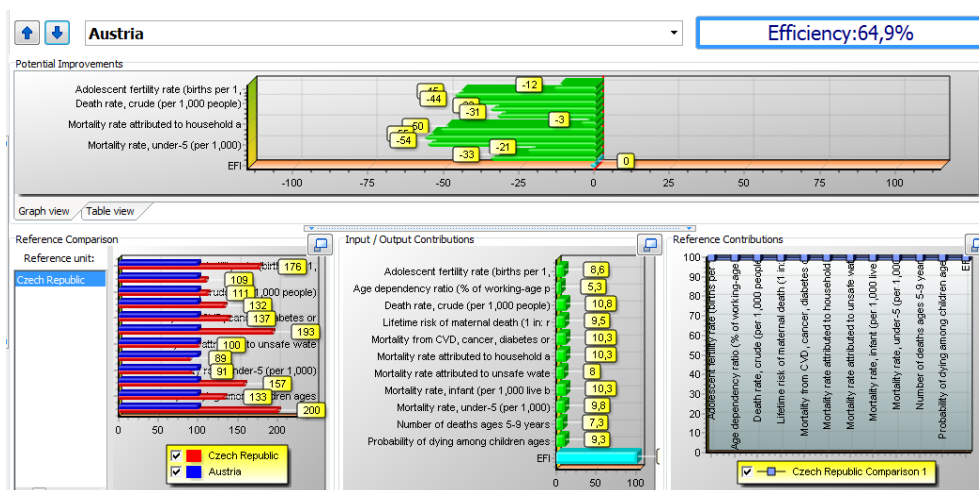 Austria
Efficiency:64,9%
Potential Improvements
Adolescent fertility rate (births per 1,
Death rate, crude (per 1,000 people)
Mortality rate attributed to household a
Mortality rate, under-5 (per 1,000)
EFI
-12
-44
-31
-3
-54
-21
-33
0
-100
-75
-50
-25
0
25
50
75
100
Graph view
Table view
Reference Comparison
Reference unit:
Czech Republic
176
109
111
132
137
193
100
89
91
157
133
200
0
50
100
150
200
Czech Republic
Austria
Input / Output Contributions
Adolescent fertility rate (births per 1,
8,6
Age dependency ratio (% of working-age p
5,3
Death rate, crude (per 1,000 people)
10,8
Lifetime risk of maternal death (1 in: r
9,5
Mortality from CVD, cancer, diabetes or
10,3
Mortality rate attributed to household a
10,3
Mortality rate attributed to unsafe wate
8
Mortality rate, infant (per 1,000 live b
10,3
Mortality rate, under-5 (per 1,000)
9,8
Number of deaths ages 5-9 years
7,3
Probability of dying among children ages
9,3
EFI
0
50
100
Reference Contributions
100
90
80
70
60
50
40
30
20
10
0
Adolescent fertility rate (births per
Age dependency ratio (% of working-age
Death rate, crude (per 1,000 people
Lifetime risk of maternal death (1 in:
Mortality from CVD, cancer, diabetes
Mortality rate attributed to household
Mortality rate attributed to unsafe wat
Mortality rate, infant (per 1,000 live
Mortality rate, under-5 (per 1,000
Number of deaths ages 5-9 year
Probability of dying among children age
EFI
Czech Republic Comparison 1